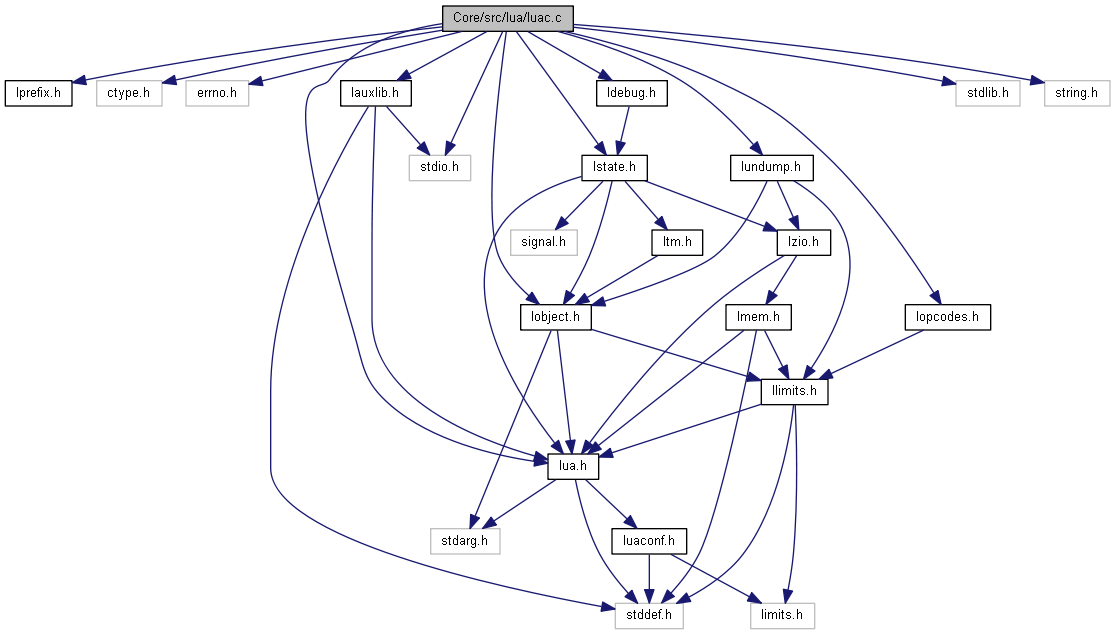 Core/src/lua/luac.c
lprefix.h
ctype.h
errno.h
lauxlib.h
ldebug.h
stdlib.h
string.h
stdio.h
lstate.h
lundump.h
signal.h
ltm.h
lzio.h
lobject.h
lmem.h
lopcodes.h
llimits.h
lua.h
stdarg.h
luaconf.h
stddef.h
limits.h